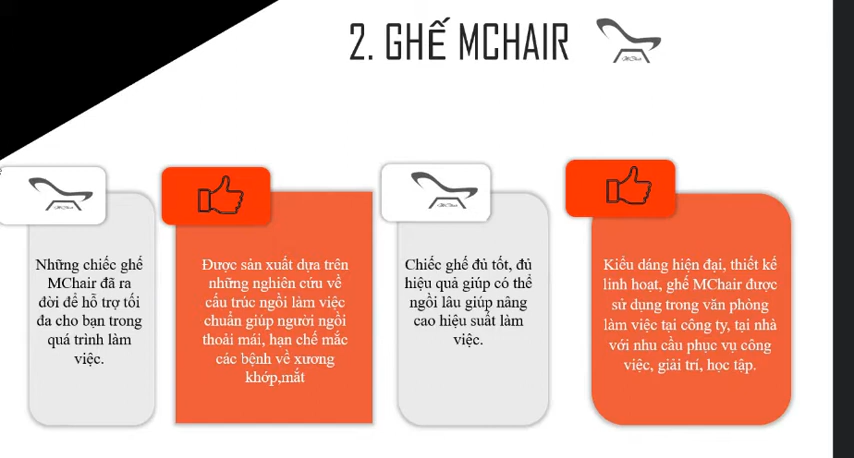 2. GHẾ MCHAIR
Những chiếc ghế
MChair đã ra
đời để hỗ trợ tối
đa cho bạn trong
quá trình làm
việc.
Được sản xuất dựa trên
những nghiên cứu về
cấu trúc ngồi làm việc
chuẩn giúp người ngồi
thoải mái, hạn chế mắc
các bệnh về xương
khớp,mắt
Chiếc ghế đủ tốt, đủ
hiệu quả giúp có thể
ngồi lâu giúp nâng
cao hiệu suất làm
việc.
Kiểu dáng hiện đại, thiết kế
linh hoạt, ghế MChair được
sử dụng trong văn phòng
làm việc tại công ty, tại nhà
với nhu cầu phục vụ công
việc, giải trí, học tập.